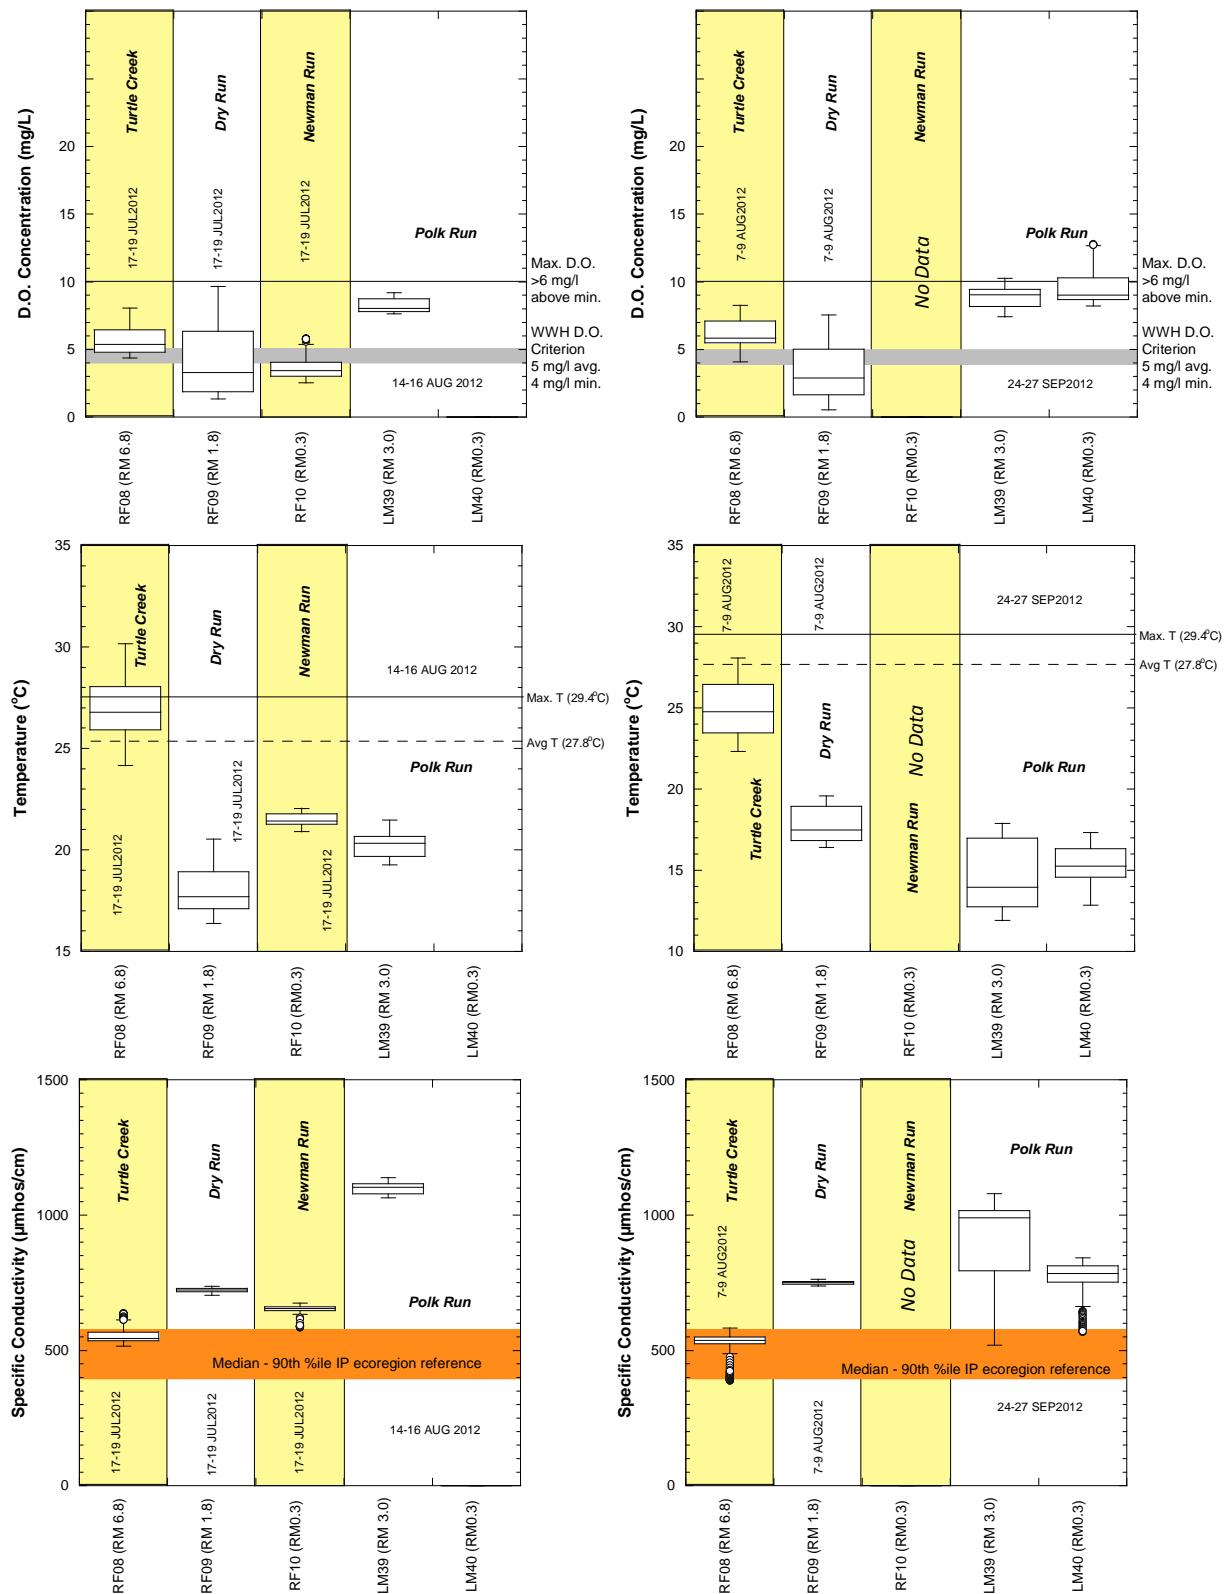 D.O. Concentration (mg/L)
20
15
10
5
0
Turtle Creek
17-19 JUL2012
Dry Run
17-19 JUL2012
Newman Run
17-19 JUL2012
Polk Run
14-16 AUG 2012
Max. D.O.
>6 mg/l
above min.
WWH D.O.
Criterion
5 mg/l avg.
4 mg/l min.
RF08 (RM 6.8)
RF09 (RM 1.8)
RF10 (RM0.3)
LM39 (RM 3.0)
LM40 (RM0.3)
D.O. Concentration (mg/L)
20
15
10
5
0
Turtle Creek
7-9 AUG2012
Dry Run
7-9 AUG2012
Newman Run
No Data
Polk Run
24-27 SEP2012
Max. D.O.
>6 mg/l
above min.
WWH D.O.
Criterion
5 mg/l avg.
4 mg/l min.
RF08 (RM 6.8)
RF09 (RM 1.8)
RF10 (RM0.3)
LM39 (RM 3.0)
LM40 (RM0.3)
Temperature (°C)
35
30
25
20
15
Turtle Creek
17-19 JUL2012
Dry Run
17-19 JUL2012
Newman Run
17-19 JUL2012
14-16 AUG 2012
Polk Run
Max. T (29.4°C)
Avg T (27.8°C)
RF08 (RM 6.8)
RF09 (RM 1.8)
RF10 (RM0.3)
LM39 (RM 3.0)
LM40 (RM0.3)
Temperature (°C)
35
30
25
20
15
10
7-9 AUG2012
Turtle Creek
7-9 AUG2012
Dry Run
No Data
Newman Run
24-27 SEP2012
Polk Run
Max. T (29.4°C)
Avg T (27.8°C)
RF08 (RM 6.8)
RF09 (RM 1.8)
RF10 (RM0.3)
LM39 (RM 3.0)
LM40 (RM0.3)
Specific Conductivity (µmhos/cm)
1500
1000
500
0
Turtle Creek
17-19 JUL2012
Dry Run
17-19 JUL2012
Newman Run
17-19 JUL2012
Polk Run
Median - 90th %ile IP ecoregion reference
14-16 AUG 2012
RF08 (RM 6.8)
RF09 (RM 1.8)
RF10 (RM0.3)
LM39 (RM 3.0)
LM40 (RM0.3)
Specific Conductivity (µmhos/cm)
1500
1000
500
0
Turtle Creek
7-9 AUG2012
Dry Run
7-9 AUG2012
Newman Run
No Data
Polk Run
Median - 90th %ile IP ecoregion reference
24-27 SEP2012
RF08 (RM 6.8)
RF09 (RM 1.8)
RF10 (RM0.3)
LM39 (RM 3.0)
LM40 (RM0.3)